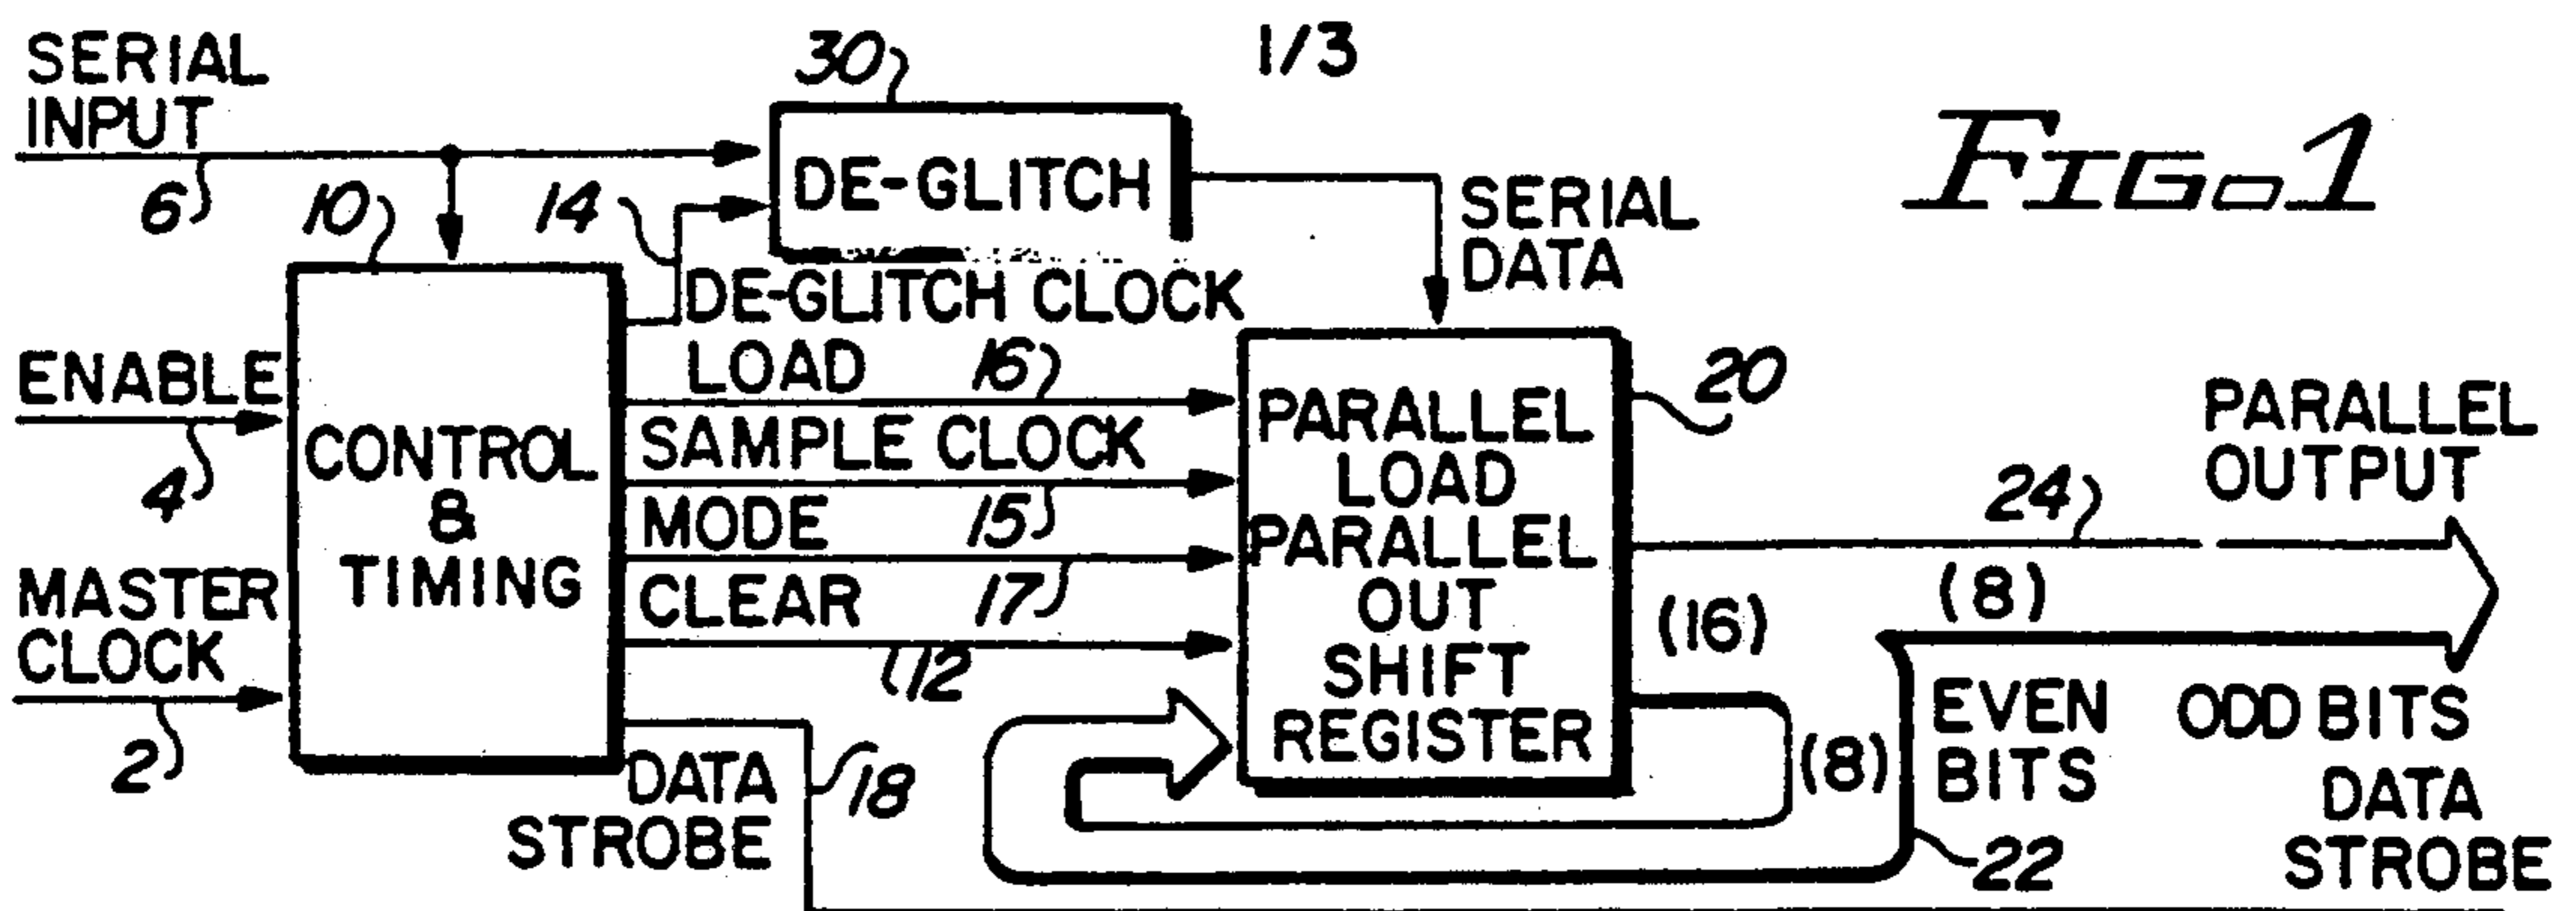 1/3
FIG. 1
SERIAL
INPUT
6
30
DE-GLITCH
10
14
SERIAL
DATA
DE-GLITCH CLOCK
ENABLE
4
MASTER
CLOCK
2
CONTROL
&
TIMING
LOAD 16
SAMPLE CLOCK
15
MODE
17
CLEAR
12
DATA
STROBE
18
PARALLEL
LOAD
PARALLEL
OUT
SHIFT
REGISTER
20
(16)
(8)
24
PARALLEL
OUTPUT
(8)
EVEN
BITS
ODD BITS
22
DATA
STROBE